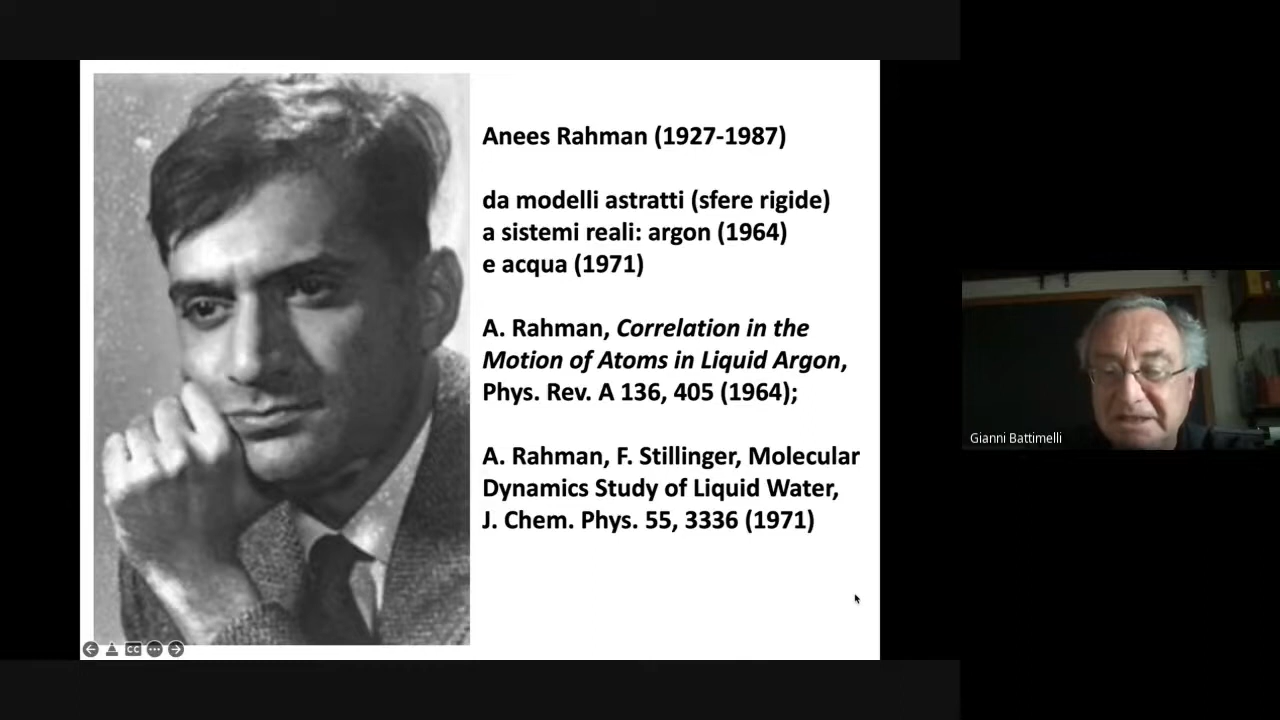 Anees Rahman (1927-1987)
da modelli astratti (sfere rigide)
a sistemi reali: argon (1964)
e acqua (1971)
A. Rahman, Correlation in the
Motion of Atoms in Liquid Argon,
Phys. Rev. A 136, 405 (1964);
A. Rahman, F. Stillinger, Molecular
Dynamics Study of Liquid Water,
J. Chem. Phys. 55, 3336 (1971)
Gianni Battimelli
CC